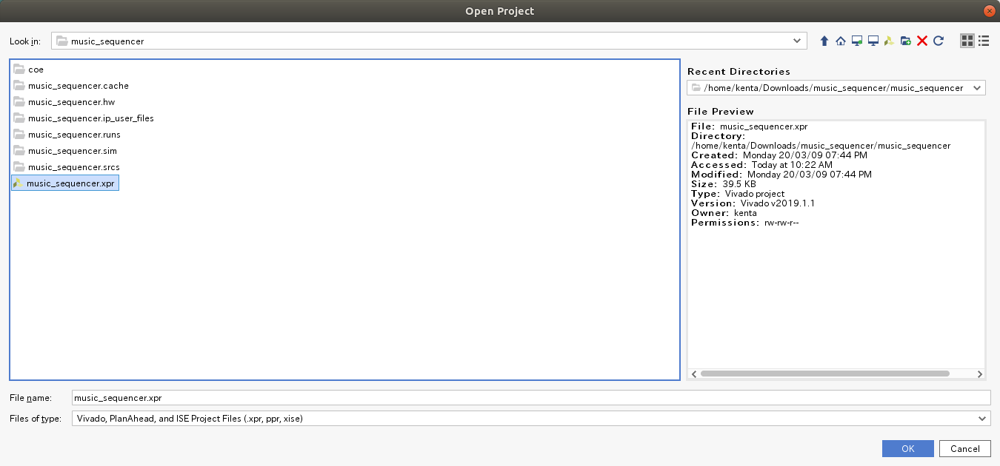 Open Project
Look in: music_sequencer
coe
music_sequencer.cache
music_sequencer.hw
music_sequencer.ip_user_files
music_sequencer.runs
music_sequencer.sim
music_sequencer.srcs
music_sequencer.xpr
Recent Directories
/home/kenta/Downloads/music_sequencer/music_sequencer
File Preview
File: music_sequencer.xpr
Directory:
/home/kenta/Downloads/music_sequencer/music_sequencer
Created: Monday 20/03/09 07:44 PM
Accessed: Today at 10:22 AM
Modified: Monday 20/03/09 07:44 PM
Size: 39.5 KB
Type: Vivado project
Version: Vivado v2019.1.1
Owner: kenta
Permissions: rw-rw-r--
File name: music_sequencer.xpr
Files of type: Vivado, PlanAhead, and ISE Project Files (.xpr, ppr, xise)
OK Cancel